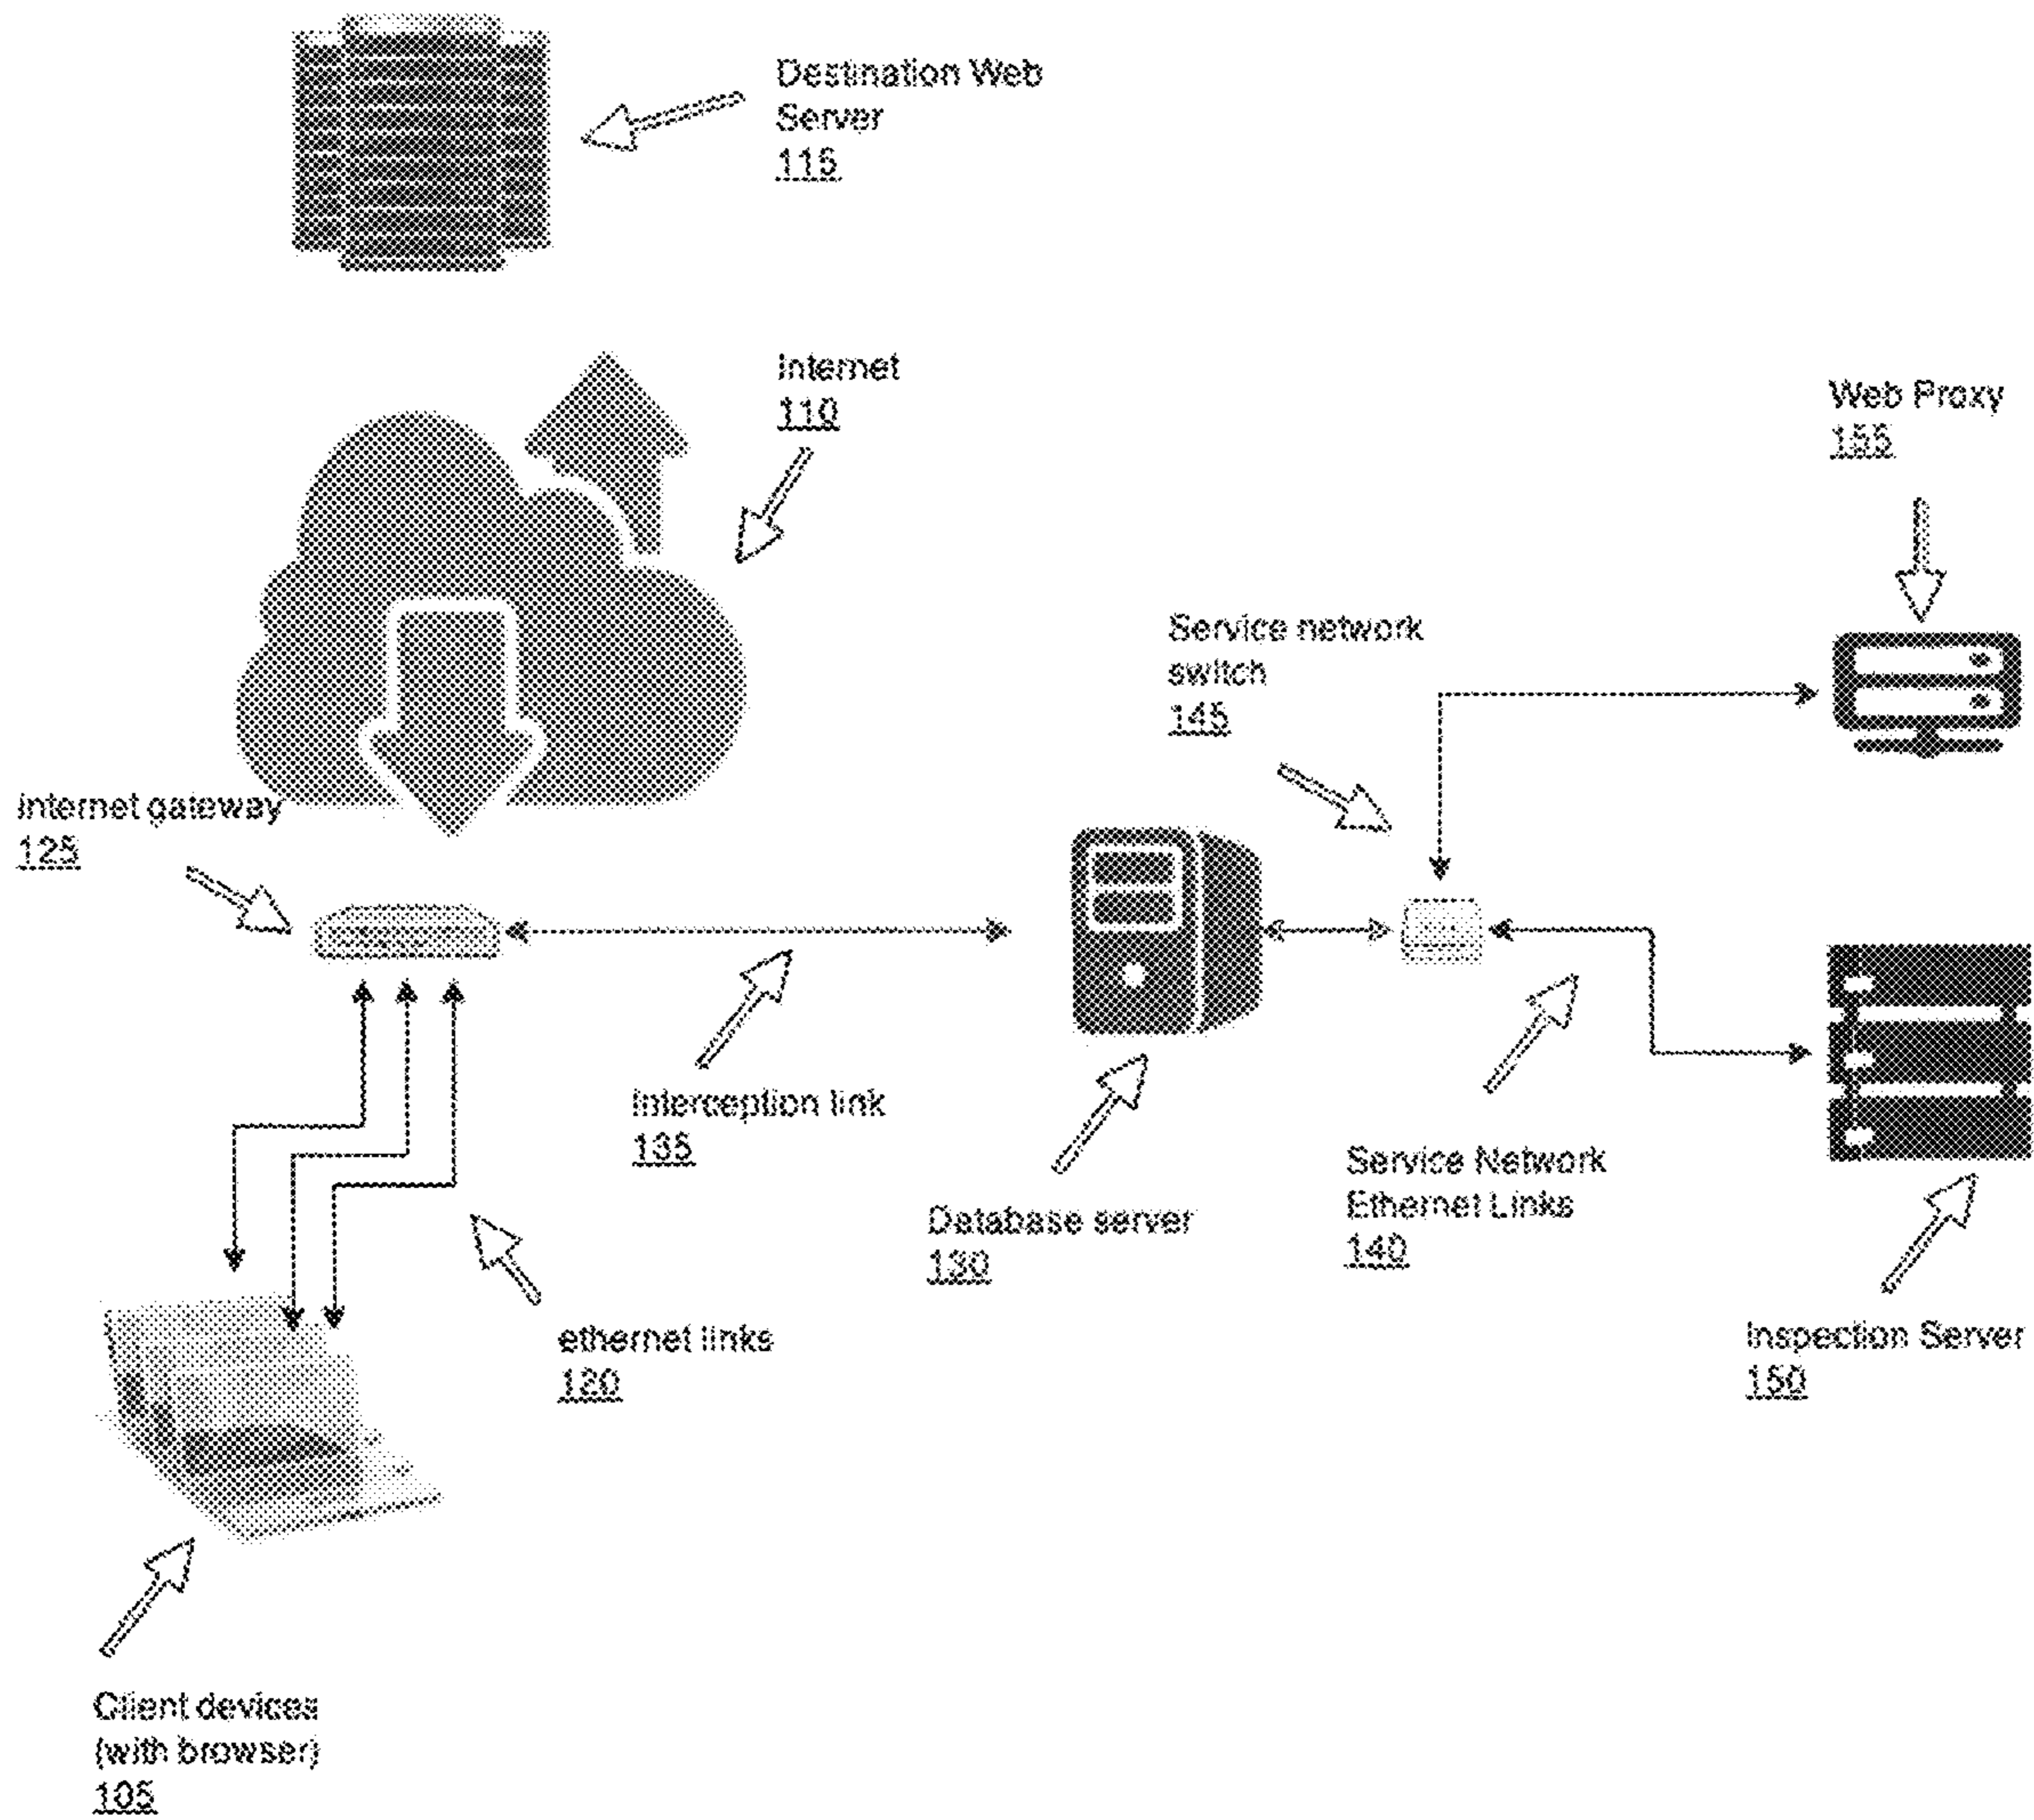 Destination Web
Server
115
Internet
110
Web Proxy
155
Service network
switch
145
Internet gateway
125
Interception link
135
Database server
130
Service Network
Ethernet Links
140
Inspection Server
150
ethernet links
120
Client devices
(with browser)
105